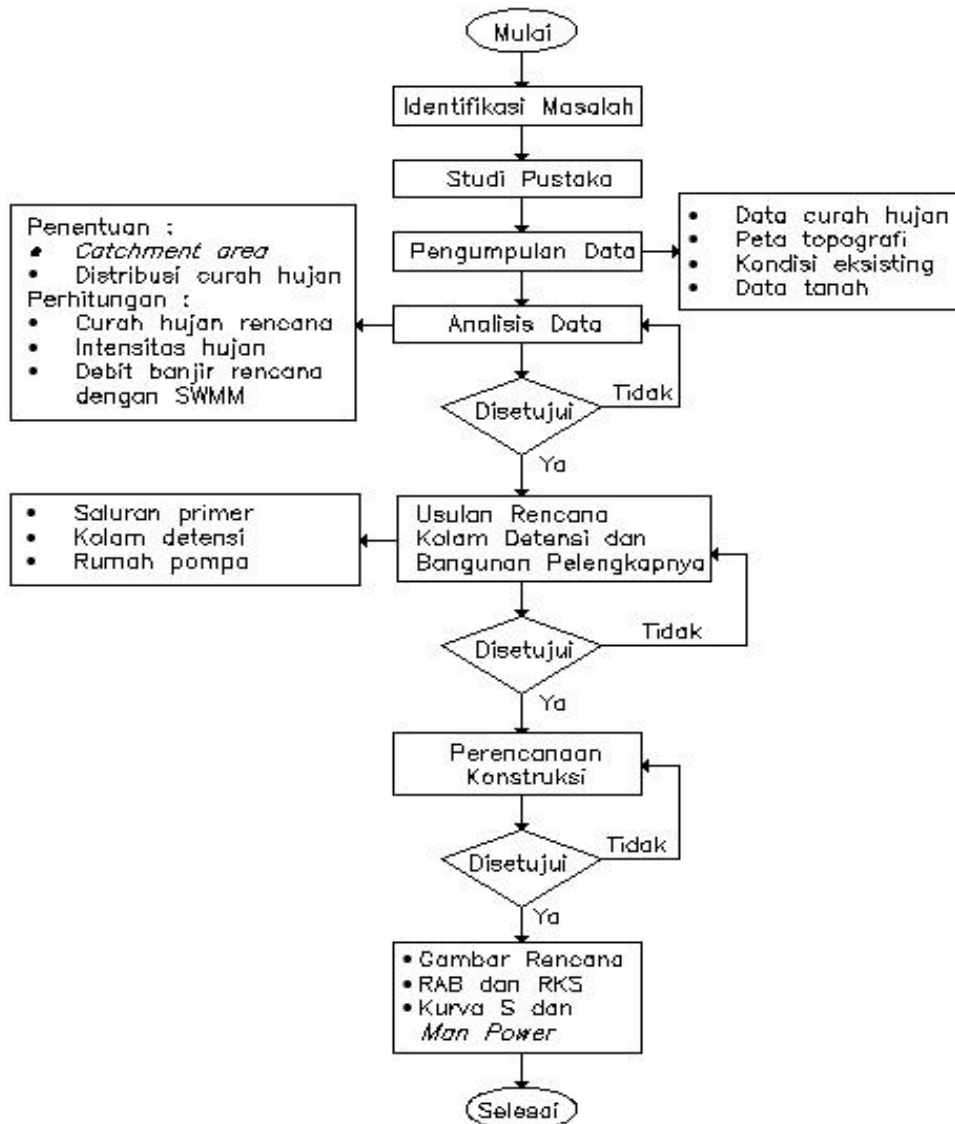 Mulai
Identifikasi Masalah
Studi Pustaka
Pengumpulan Data
• Data curah hujan
• Peta topografi
• Kondisi eksisting
• Data tanah
Analisis Data
Penentuan :
• Catchment area
• Distribusi curah hujan
Perhitungan :
• Curah hujan rencana
• Intensitas hujan
• Debit banjir rencana
dengan SWMM
Disetujui
Tidak
Ya
Usulan Rencana
Kolam Detensi dan
Bangunan Pelengkapnya
• Saluran primer
• Kolam detensi
• Rumah pompa
Disetujui
Tidak
Ya
Perencanaan
Konstruksi
Disetujui
Tidak
Ya
• Gambar Rencana
• RAB dan RKS
• Kurva S dan
Man Power
Selesai